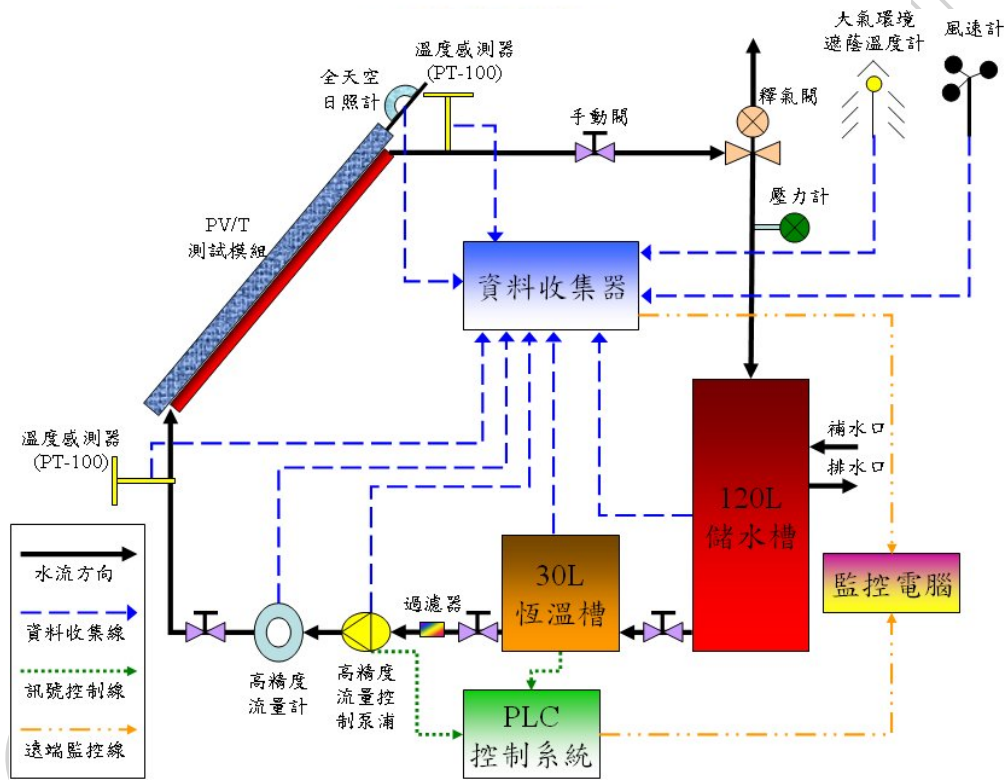 溫度感測器
(PT-100)
全天空
日照計
大氣環境
遮蔭溫度計
風速計
手動閥
釋氣閥
壓力計
PV/T
測試模組
資料收集器
溫度感測器
(PT-100)
補水口
排水口
120L
儲水槽
30L
恆溫槽
監控電腦
過濾器
高精度
流量計
高精度
流量控
制泵浦
PLC
控制系統
水流方向
資料收集線
訊號控制線
遠端監控線